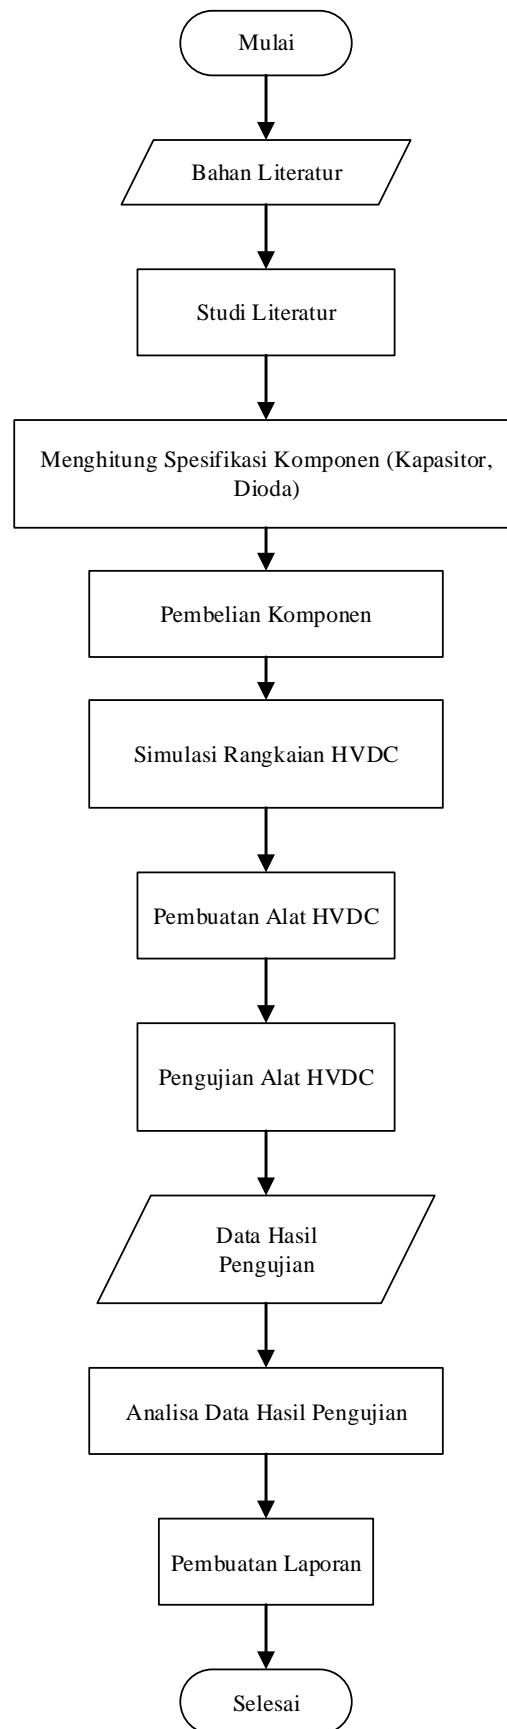 Mulai
Bahan Literatur
Studi Literatur
Menghitung Spesifikasi Komponen (Kapasitor,
Dioda)
Pembelian Komponen
Simulasi Rangkaian HVDC
Pembuatan Alat HVDC
Pengujian Alat HVDC
Data Hasil
Pengujian
Analisa Data Hasil Pengujian
Pembuatan Laporan
Selesai